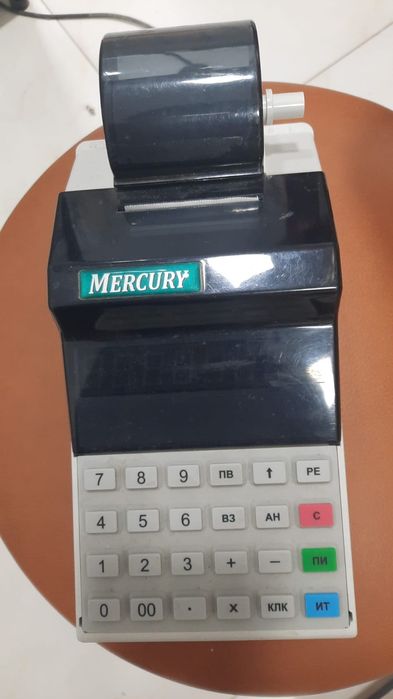 MERCURY
7 8 9 ПВ ↑ РЕ
4 5 6 ВЗ АН С
1 2 3 + — ПИ
0 00 · X КЛК ИТ